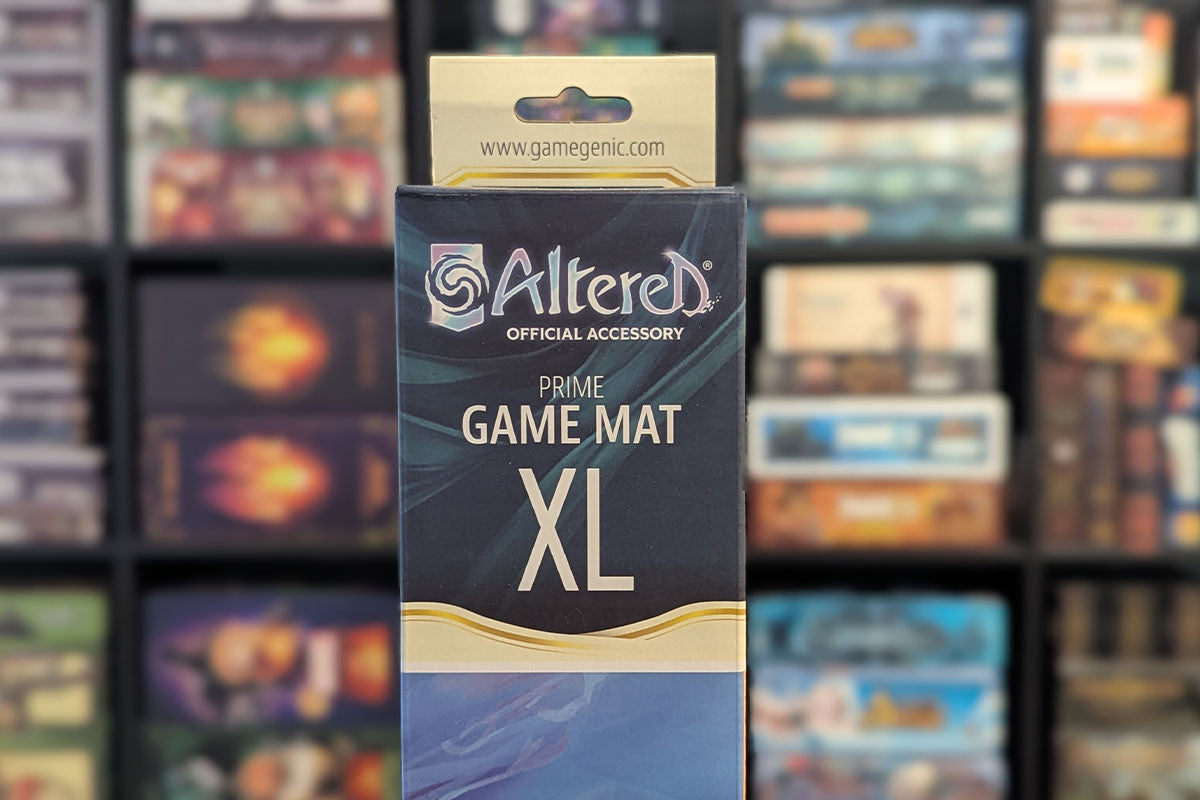 www.gamegenic.com
Altered®
OFFICIAL ACCESSORY
PRIME
GAME MAT
XL